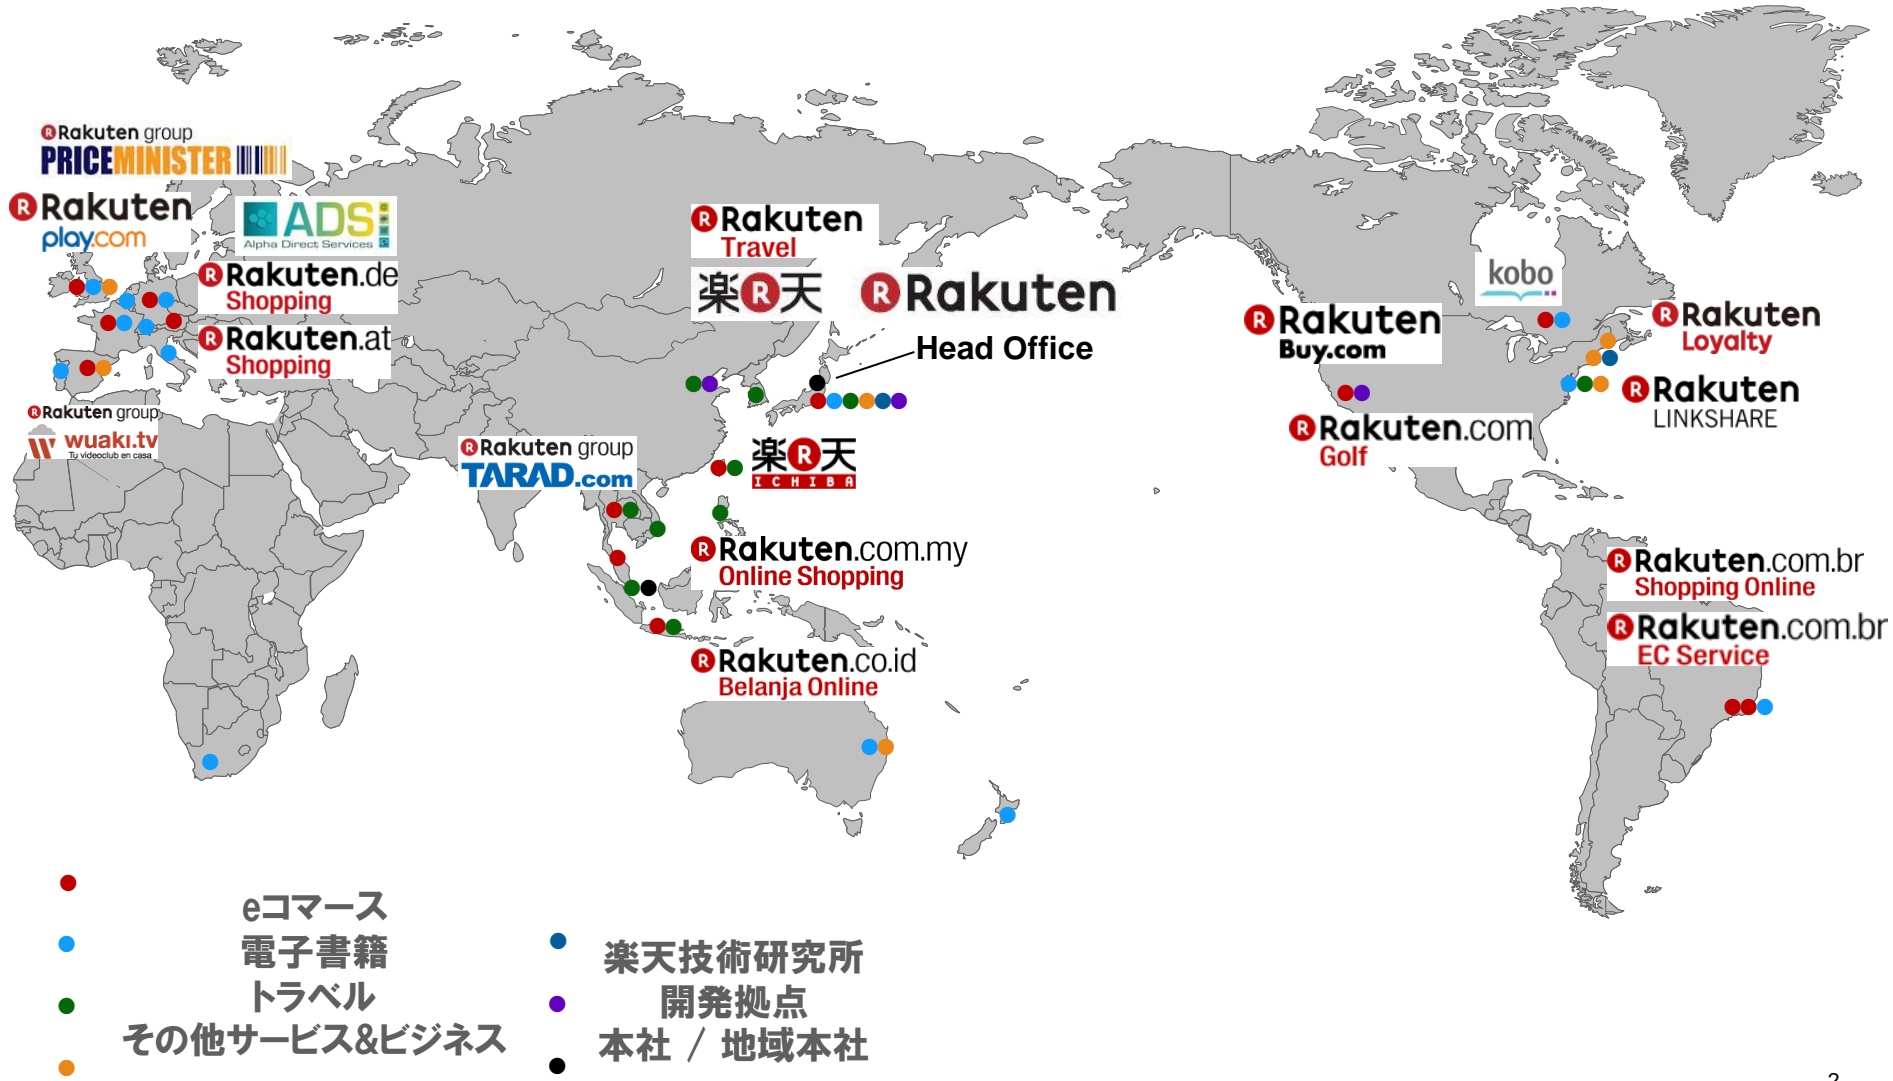 Rakuten group
PRICEMINISTER
Rakuten
play.com
ADS
Alpha Direct Services
Rakuten.de
Shopping
Rakuten.at
Shopping
Rakuten group
wuaki.tv
Tu videoclub en casa
Rakuten
Travel
楽天 Rakuten
Head Office
Rakuten group
TARAD.com
楽天
ICHIBA
Rakuten.com.my
Online Shopping
Rakuten.co.id
Belanja Online
kobo
Rakuten
Buy.com
Rakuten
Loyalty
Rakuten
LINKSHARE
Rakuten.com
Golf
Rakuten.com.br
Shopping Online
Rakuten.com.br
EC Service
eコマース
電子書籍
トラベル
その他サービス&ビジネス
楽天技術研究所
開発拠点
本社 / 地域本社
2